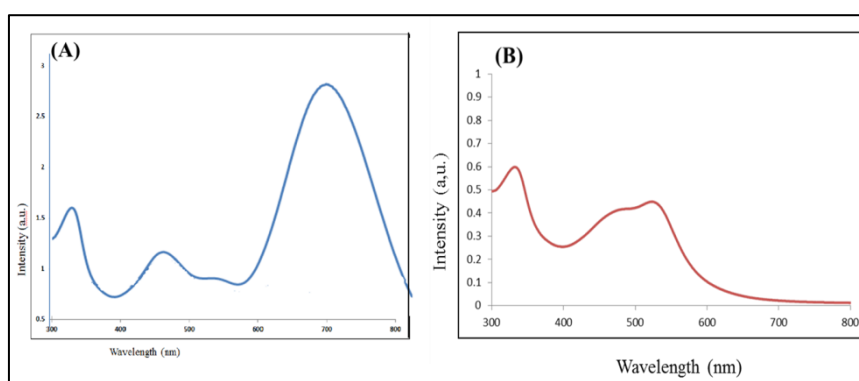 (A)
3
2.5
2
1.5
1
0.5
300 400 500 600 700 800
Intensity (a.u.)
Wavelength (nm)
(B)
1
0.9
0.8
0.7
0.6
0.5
0.4
0.3
0.2
0.1
0
300 400 500 600 700 800
Intensity (a,u.)
Wavelength (nm)